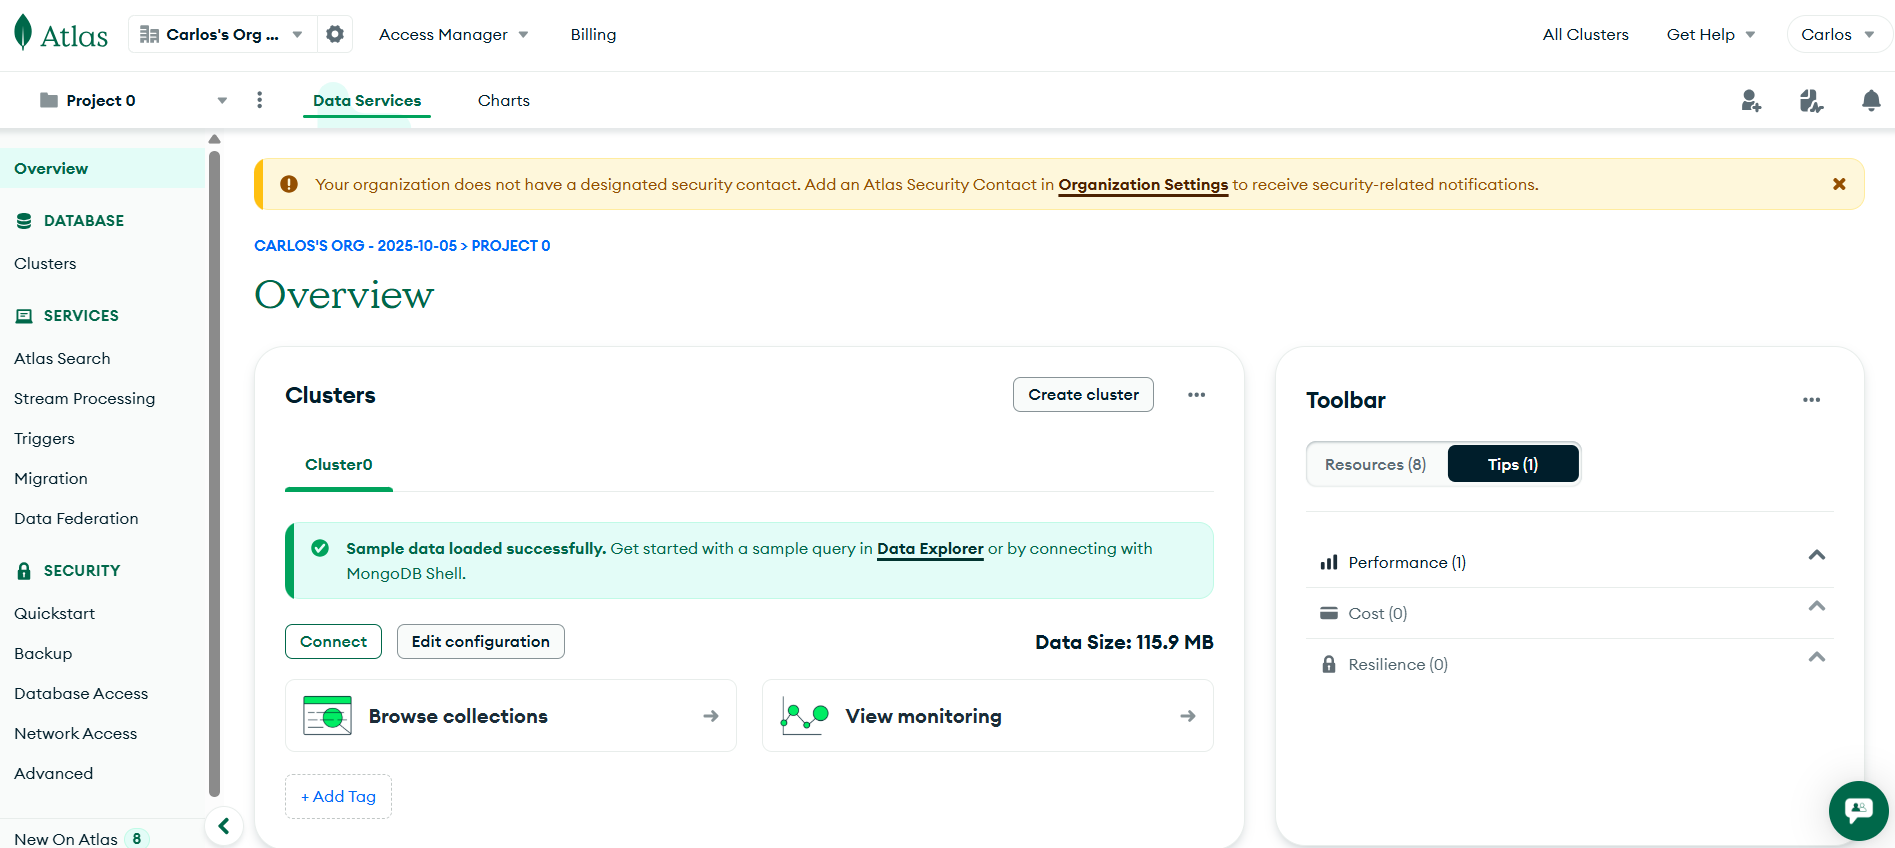 Atlas
Carlos's Org ...
Access Manager
Billing
All Clusters
Get Help
Carlos
Project 0
Data Services
Charts
Overview
DATABASE
Clusters
SERVICES
Atlas Search
Stream Processing
Triggers
Migration
Data Federation
SECURITY
Quickstart
Backup
Database Access
Network Access
Advanced
New On Atlas 8
Your organization does not have a designated security contact. Add an Atlas Security Contact in Organization Settings to receive security-related notifications.
CARLOS'S ORG - 2025-10-05 > PROJECT 0
Overview
Clusters
Create cluster
Cluster0
Sample data loaded successfully. Get started with a sample query in Data Explorer or by connecting with
MongoDB Shell.
Connect
Edit configuration
Data Size: 115.9 MB
Browse collections
View monitoring
+ Add Tag
Toolbar
Resources (8)
Tips (1)
Performance (1)
Cost (0)
Resilience (0)